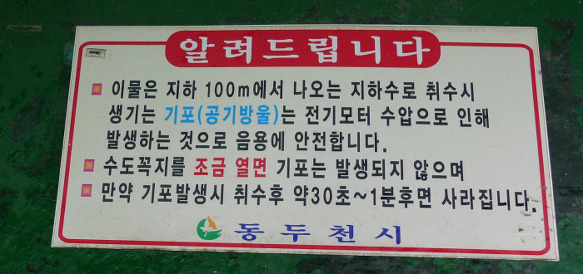 알려드립니다
이물은 지하 100m에서 나오는 지하수로 취수시
생기는 기포(공기방울)는 전기모터 수압으로 인해
발생하는 것으로 음용에 안전합니다.
수도꼭지를 조금 열면 기포는 발생되지 않으며
만약 기포발생시 취수후 약30초~1분후면 사라집니다.
동두천시